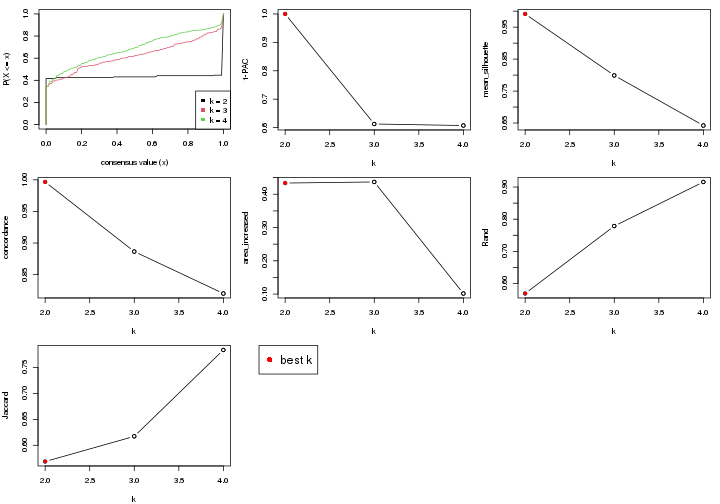 P(X <= x)
0.0 0.2 0.4 0.6 0.8 1.0
k = 2
k = 3
k = 4
0.0 0.2 0.4 0.6 0.8 1.0
consensus value (x)
1-PAC
0.6 0.7 0.8 0.9 1.0
2.0 2.5 3.0 3.5 4.0
k
mean_silhouette
0.65 0.75 0.85 0.95
2.0 2.5 3.0 3.5 4.0
k
concordance
0.85 0.90 0.95 1.00
2.0 2.5 3.0 3.5 4.0
k
area_increased
0.10 0.20 0.30 0.40
2.0 2.5 3.0 3.5 4.0
k
Rand
0.60 0.70 0.80 0.90
2.0 2.5 3.0 3.5 4.0
k
Jaccard
0.60 0.65 0.70 0.75
2.0 2.5 3.0 3.5 4.0
k
best k